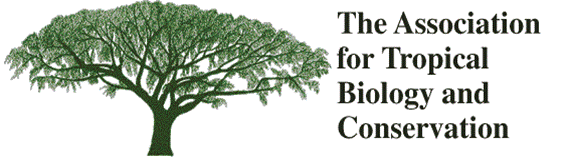 The Association
for Tropical
Biology and
Conservation